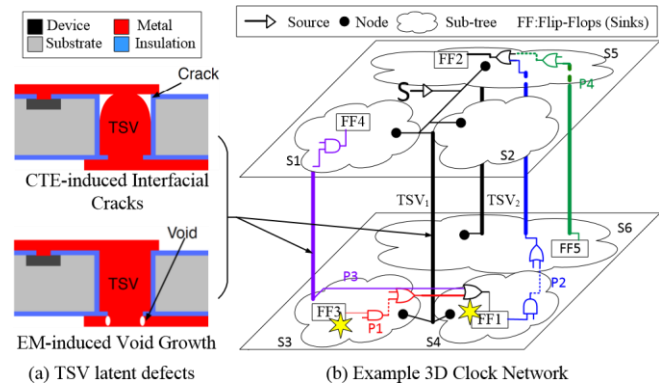 Device
Metal
Substrate
Insulation
Crack
TSV
CTE-induced Interfacial
Cracks
Void
TSV
EM-induced Void Growth
(a) TSV latent defects
Source
Node
Sub-tree
FF:Flip-Flops (Sinks)
S5
FF2
P4
S
FF4
S1
S2
TSV1
TSV2
S6
FF5
P3
P2
FF3
P1
FF1
S3
S4
(b) Example 3D Clock Network